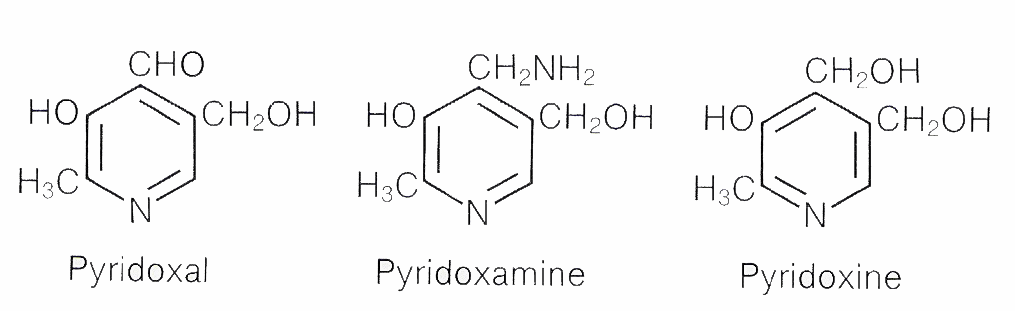 CHO
HO
CH₂OH
H₃C
N
Pyridoxal
CH₂NH₂
HO
CH₂OH
H₃C
N
Pyridoxamine
CH₂OH
HO
CH₂OH
H₃C
N
Pyridoxine